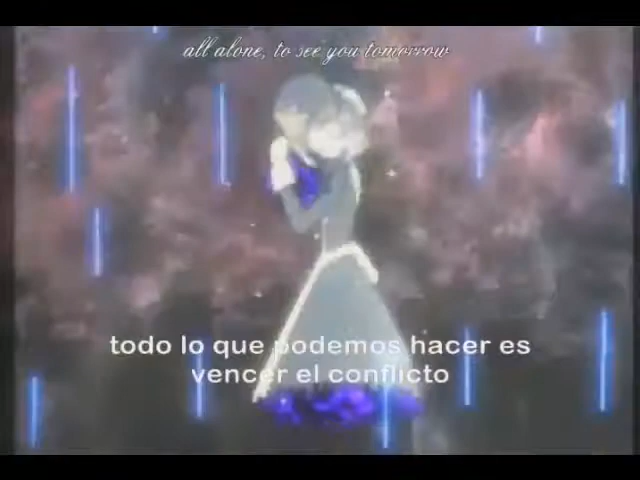 all alone, to see you tomorrow
todo lo que podemos hacer es
vencer el conflicto